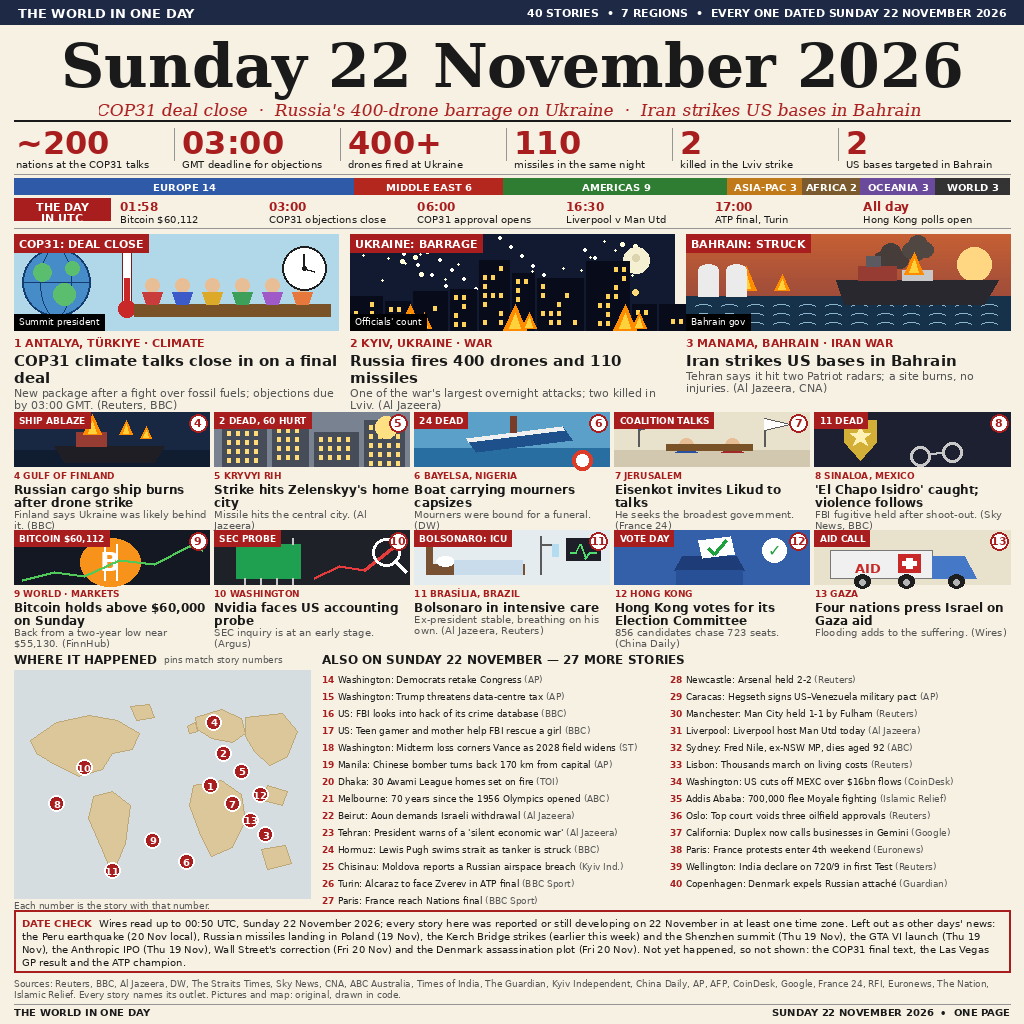 THE WORLD IN ONE DAY
40 STORIES • 7 REGIONS • EVERY ONE DATED SUNDAY 22 NOVEMBER 2026
Sunday 22 November 2026
COP31 deal close · Russia's 400-drone barrage on Ukraine · Iran strikes US bases in Bahrain
~200
nations at the COP31 talks
03:00
GMT deadline for objections
400+
drones fired at Ukraine
110
missiles in the same night
2
killed in the Lviv strike
2
US bases targeted in Bahrain
EUROPE 14
MIDDLE EAST 6
AMERICAS 9
ASIA-PAC 3
AFRICA 2
OCEANIA 3
WORLD 3
THE DAY
IN UTC
01:58
Bitcoin $60,112
03:00
COP31 objections close
06:00
COP31 approval opens
16:30
Liverpool v Man Utd
17:00
ATP final, Turin
All day
Hong Kong polls open
COP31: DEAL CLOSE
Summit president
1 ANTALYA, TÜRKIYE · CLIMATE
COP31 climate talks close in on a final
deal
New package after a fight over fossil fuels; objections due
by 03:00 GMT. (Reuters, BBC)
UKRAINE: BARRAGE
Officials' count
2 KYIV, UKRAINE · WAR
Russia fires 400 drones and 110
missiles
One of the war's largest overnight attacks; two killed in
Lviv. (Al Jazeera)
BAHRAIN: STRUCK
Bahrain gov
3 MANAMA, BAHRAIN · IRAN WAR
Iran strikes US bases in Bahrain
Tehran says it hit two Patriot radars; a site burns, no
injuries. (Al Jazeera, CNA)
SHIP ABLAZE
4
4 GULF OF FINLAND
Russian cargo ship burns
after drone strike
Finland says Ukraine was likely behind
it. (BBC)
2 DEAD, 60 HURT
5
5 KRYVYI RIH
Strike hits Zelenskyy's home
city
Missile hits the central city. (Al
Jazeera)
24 DEAD
6
6 BAYELSA, NIGERIA
Boat carrying mourners
capsizes
Mourners were bound for a funeral.
(DW)
COALITION TALKS
7
7 JERUSALEM
Eisenkot invites Likud to
talks
He seeks the broadest government.
(France 24)
11 DEAD
8
8 SINALOA, MEXICO
'El Chapo Isidro' caught;
violence follows
FBI fugitive held after shoot-out. (Sky
News, BBC)
BITCOIN $60,112
B
9
9 WORLD · MARKETS
Bitcoin holds above $60,000
on Sunday
Back from a two-year low near
$55,130. (FinnHub)
SEC PROBE
10
10 WASHINGTON
Nvidia faces US accounting
probe
SEC inquiry is at an early stage.
(Argus)
BOLSONARO: ICU
11
11 BRASÍLIA, BRAZIL
Bolsonaro in intensive care
Ex-president stable, breathing on his
own. (Al Jazeera, Reuters)
VOTE DAY
12
12 HONG KONG
Hong Kong votes for its
Election Committee
856 candidates chase 723 seats.
(China Daily)
AID CALL
AID
13
13 GAZA
Four nations press Israel on
Gaza aid
Flooding adds to the suffering. (Wires)
WHERE IT HAPPENED pins match story numbers
4
2
10
5
1
12
8
7
13
3
9
6
11
Each number is the story with that number.
ALSO ON SUNDAY 22 NOVEMBER — 27 MORE STORIES
14 Washington: Democrats retake Congress (AP)
15 Washington: Trump threatens data-centre tax (AP)
16 US: FBI looks into hack of its crime database (BBC)
17 US: Teen gamer and mother help FBI rescue a girl (BBC)
18 Washington: Midterm loss corners Vance as 2028 field widens (ST)
19 Manila: Chinese bomber turns back 170 km from capital (AP)
20 Dhaka: 30 Awami League homes set on fire (TOI)
21 Melbourne: 70 years since the 1956 Olympics opened (ABC)
22 Beirut: Aoun demands Israeli withdrawal (Al Jazeera)
23 Tehran: President warns of a 'silent economic war' (Al Jazeera)
24 Hormuz: Lewis Pugh swims strait as tanker is struck (BBC)
25 Chisinau: Moldova reports a Russian airspace breach (Kyiv Ind.)
26 Turin: Alcaraz to face Zverev in ATP final (BBC Sport)
27 Paris: France reach Nations final (BBC Sport)
28 Newcastle: Arsenal held 2-2 (Reuters)
29 Caracas: Hegseth signs US–Venezuela military pact (AP)
30 Manchester: Man City held 1-1 by Fulham (Reuters)
31 Liverpool: Liverpool host Man Utd today (Al Jazeera)
32 Sydney: Fred Nile, ex-NSW MP, dies aged 92 (ABC)
33 Lisbon: Thousands march on living costs (Reuters)
34 Washington: US cuts off MEXC over $16bn flows (CoinDesk)
35 Addis Ababa: 700,000 flee Moyale fighting (Islamic Relief)
36 Oslo: Top court voids three oilfield approvals (Reuters)
37 California: Duplex now calls businesses in Gemini (Google)
38 Paris: France protests enter 4th weekend (Euronews)
39 Wellington: India declare on 720/9 in first Test (Reuters)
40 Copenhagen: Denmark expels Russian attaché (Guardian)
DATE CHECK Wires read up to 00:50 UTC, Sunday 22 November 2026; every story here was reported or still developing on 22 November in at least one time zone. Left out as other days' news:
the Peru earthquake (20 Nov local), Russian missiles landing in Poland (19 Nov), the Kerch Bridge strikes (earlier this week) and the Shenzhen summit (Thu 19 Nov), the GTA VI launch (Thu 19
Nov), the Anthropic IPO (Thu 19 Nov), Wall Street's correction (Fri 20 Nov) and the Denmark assassination plot (Fri 20 Nov). Not yet happened, so not shown: the COP31 final text, the Las Vegas
GP result and the ATP champion.
Sources: Reuters, BBC, Al Jazeera, DW, The Straits Times, Sky News, CNA, ABC Australia, Times of India, The Guardian, Kyiv Independent, China Daily, AP, AFP, CoinDesk, Google, France 24, RFI, Euronews, The Nation,
Islamic Relief. Every story names its outlet. Pictures and map: original, drawn in code.
THE WORLD IN ONE DAY
SUNDAY 22 NOVEMBER 2026 • ONE PAGE